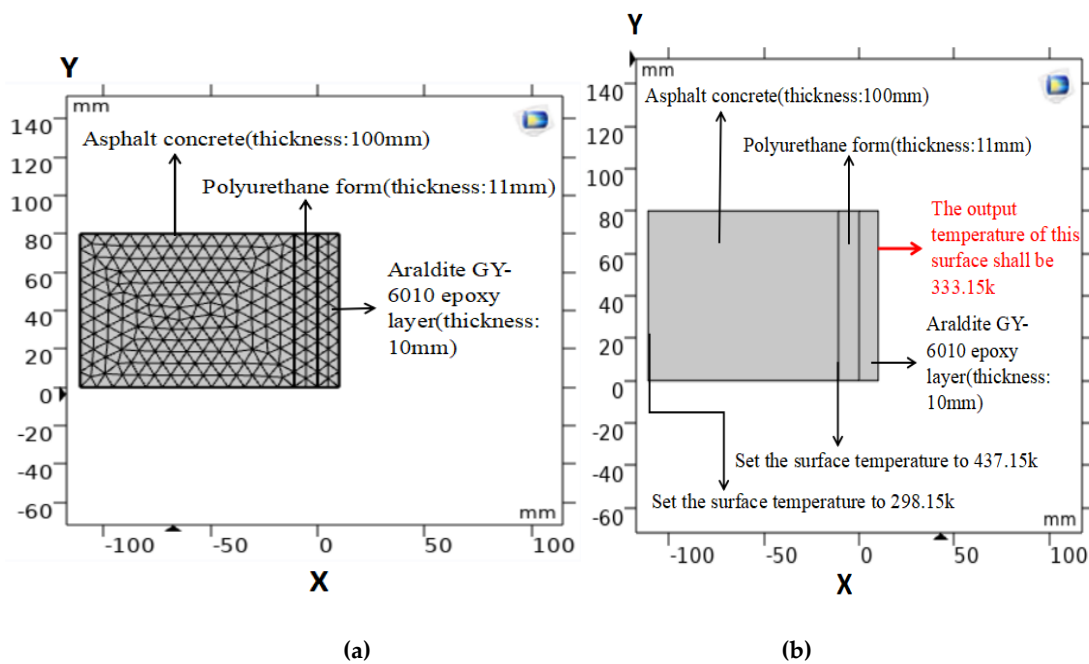 Y
mm
140
Asphalt concrete(thickness:100mm)
120
Polyurethane form(thickness:11mm)
100
80
60
Araldite GY-
6010 epoxy
layer(thickness:
10mm)
40
20
0
-20
-40
-60
mm
-100
-50
0
50
100
X
(a)
Y
mm
140
Asphalt concrete(thickness:100mm)
120
Polyurethane form(thickness:11mm)
100
80
The output
temperature of this
surface shall be
333.15k
60
40
Araldite GY-
6010 epoxy
layer(thickness:
10mm)
20
0
-20
-40
Set the surface temperature to 437.15k
Set the surface temperature to 298.15k
-60
mm
-100
-50
0
50
100
X
(b)